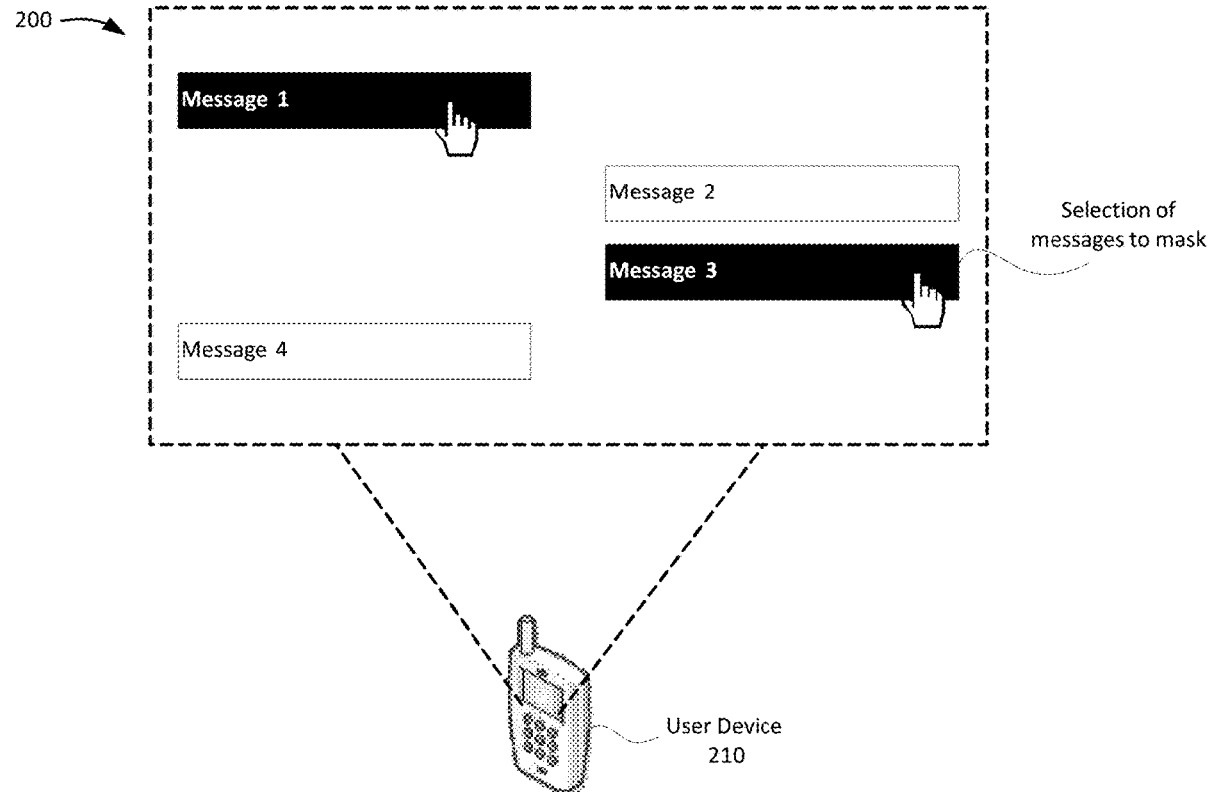 200
Message 1
Message 2
Selection of
messages to mask
Message 3
Message 4
User Device
210